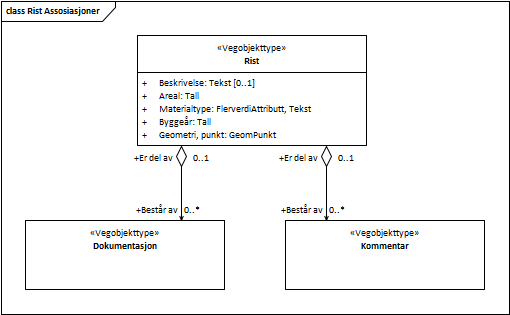 class Rist Assosiasjoner
«Vegobjekttype»
Rist
+ Beskrivelse: Tekst [0..1]
+ Areal: Tall
+ Materialtype: FlerverdiAttributt, Tekst
+ Byggeår: Tall
+ Geometri, punkt: GeomPunkt
+Er del av 0..1 +Er del av 0..1
+Består av 0..* +Består av 0..*
«Vegobjekttype» «Vegobjekttype»
Dokumentasjon Kommentar